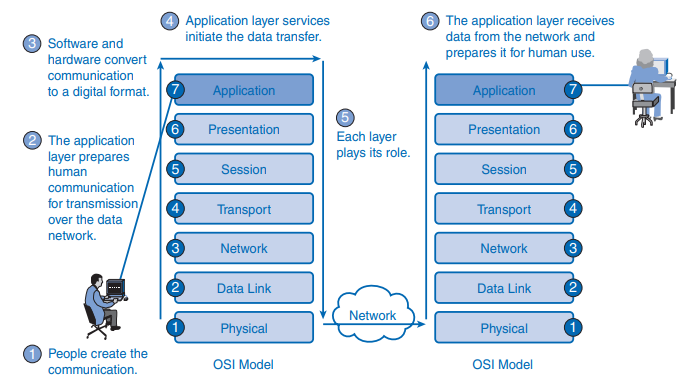 4 Application layer services
initiate the data transfer.
6 The application layer receives
data from the network and
prepares it for human use.
3 Software and
hardware convert
communication
to a digital format.
2 The application
layer prepares
human
communication
for transmission
over the data
network.
1 People create the
communication.
7 Application
6 Presentation
5 Session
4 Transport
3 Network
2 Data Link
1 Physical
OSI Model
5
Each layer
plays its role.
Network
Application 7
Presentation 6
Session 5
Transport 4
Network 3
Data Link 2
Physical 1
OSI Model